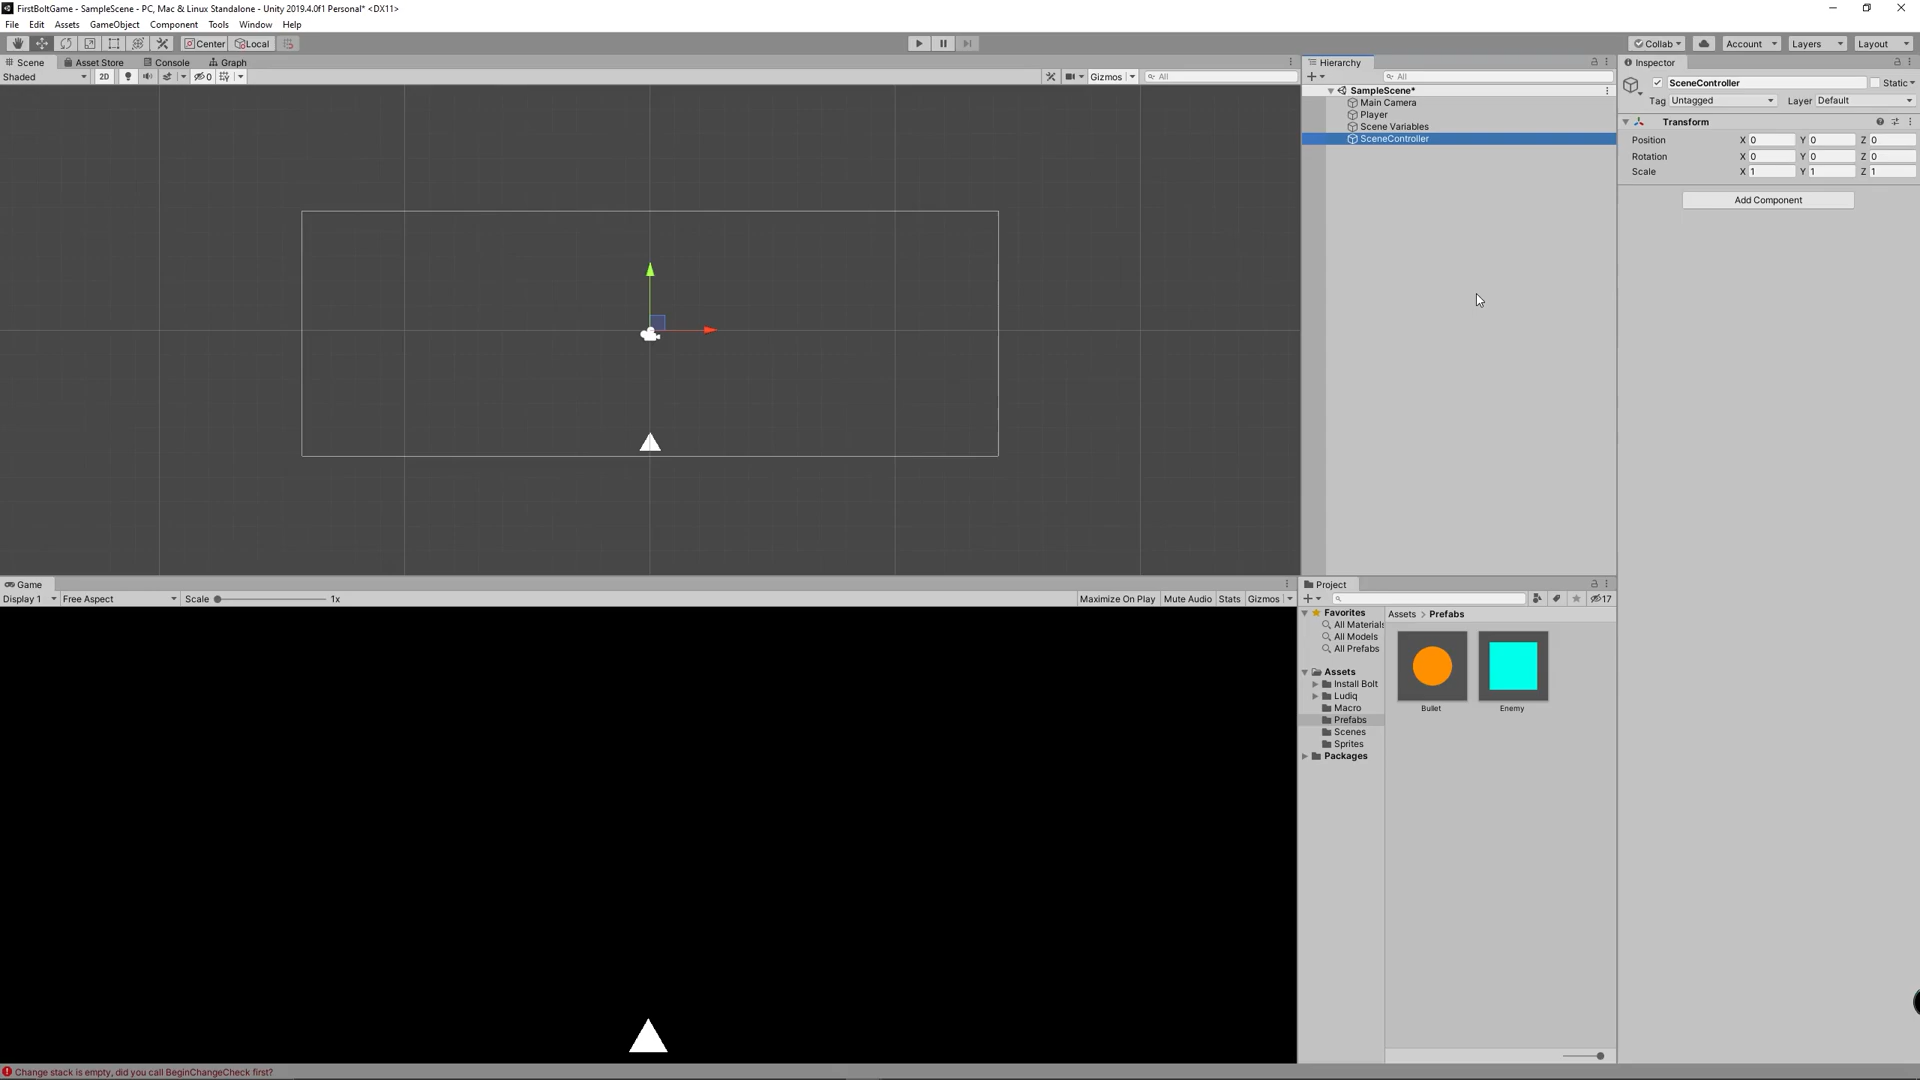 FirstBoltGame - SampleScene - PC, Mac & Linux Standalone - Unity 2019.4.0f1 Personal* <DX11>
File Edit Assets GameObject Component Tools Window Help
Center Local Collab Account Layers Layout
Scene Asset Store Console Graph
Shaded 2D 0 Gizmos All
Hierarchy
All
SampleScene*
Main Camera
Player
Scene Variables
SceneController
Inspector
SceneController Static
Tag Untagged Layer Default
Transform
Position X 0 Y 0 Z 0
Rotation X 0 Y 0 Z 0
Scale X 1 Y 1 Z 1
Add Component
Game
Display 1 Free Aspect Scale 1x Maximize On Play Mute Audio Stats Gizmos
Project
17
Favorites
All Materials
All Models
All Prefabs
Assets
Install Bolt
Ludiq
Macro
Prefabs
Scenes
Sprites
Packages
Assets > Prefabs
Bullet Enemy
Change stack is empty, did you call BeginChangeCheck first?